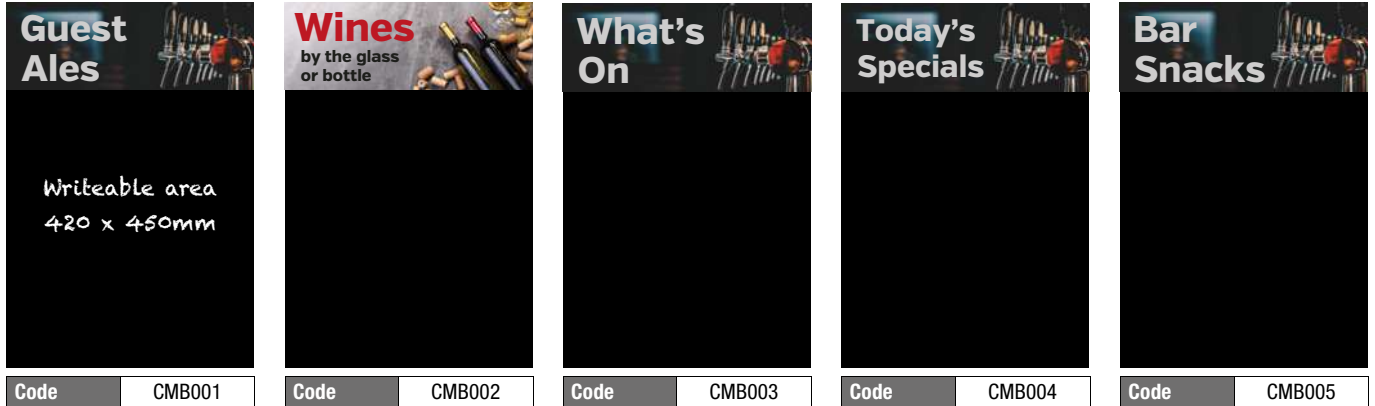 Guest
Ales
Writeable area
420 x 450mm
Code CMB001
Wines
by the glass
or bottle
Code CMB002
What's
On
Code CMB003
Today's
Specials
Code CMB004
Bar
Snacks
Code CMB005